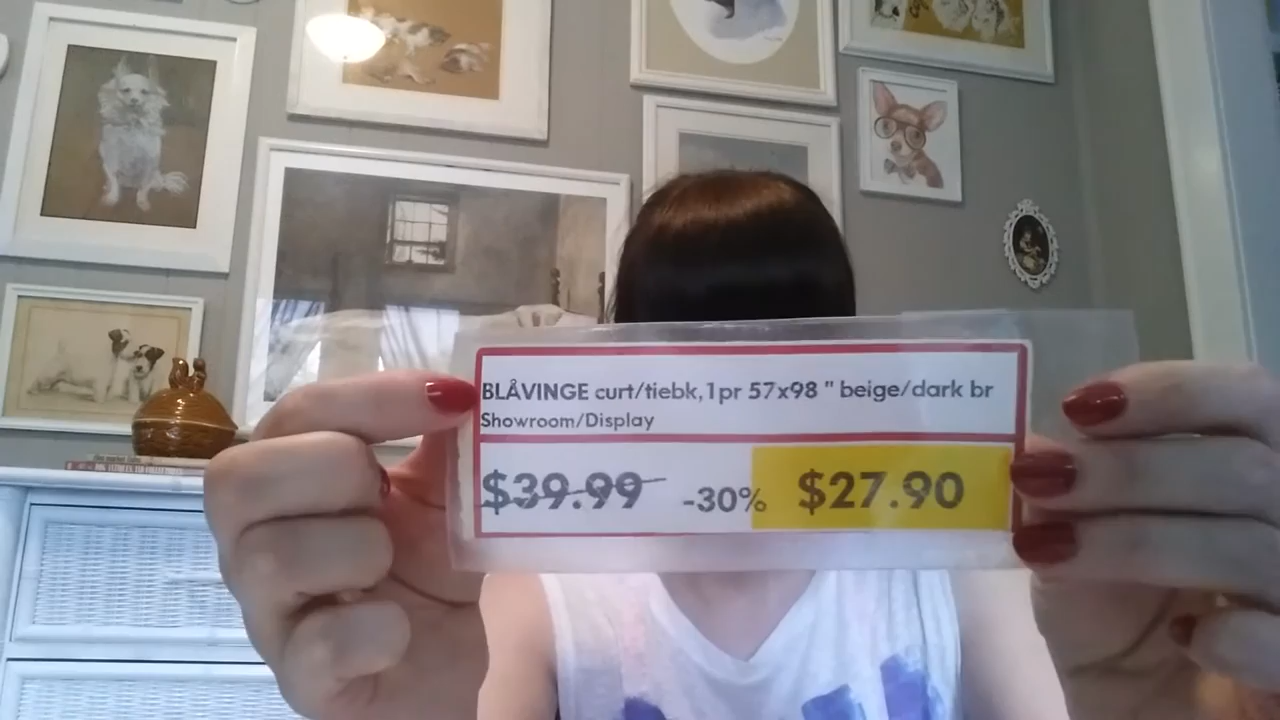 BLÅVINGE curt/tiebk,1pr 57x98 " beige/dark br
Showroom/Display
$39.99 -30% $27.90